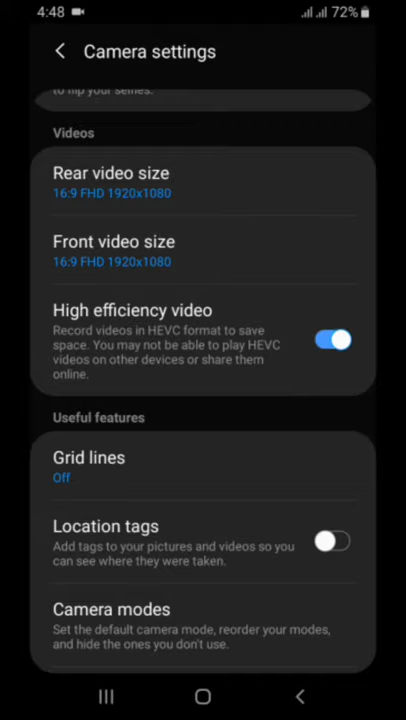 4:48 72%
Camera settings
to flip your selfies.
Videos
Rear video size
16:9 FHD 1920x1080
Front video size
16:9 FHD 1920x1080
High efficiency video
Record videos in HEVC format to save
space. You may not be able to play HEVC
videos on other devices or share them
online.
Useful features
Grid lines
Off
Location tags
Add tags to your pictures and videos so you
can see where they were taken.
Camera modes
Set the default camera mode, reorder your modes,
and hide the ones you don't use.